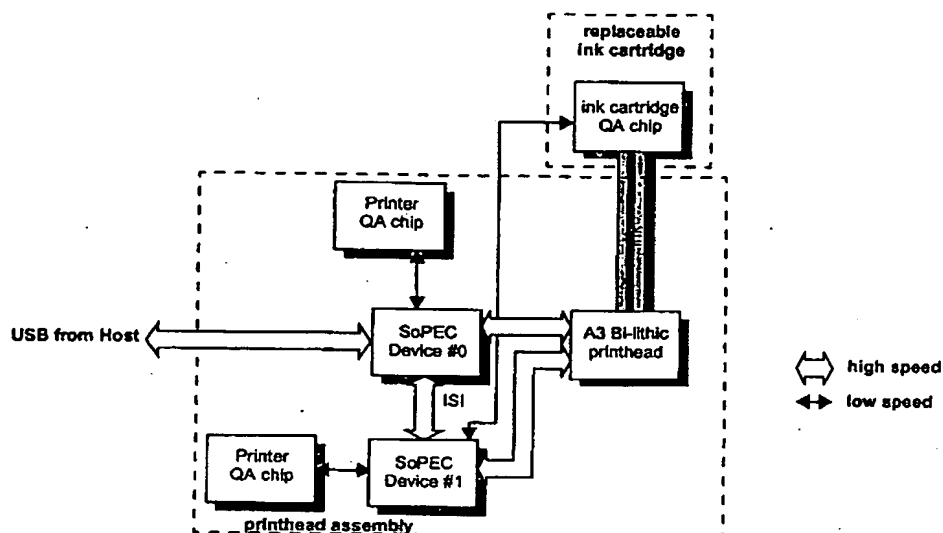 replaceable
ink cartridge
ink cartridge
QA chip
Printer
QA chip
USB from Host
SoPEC
Device #0
A3 Bi-lithic
printhead
high speed
low speed
ISI
Printer
QA chip
SoPEC
Device #1
printhead assembly